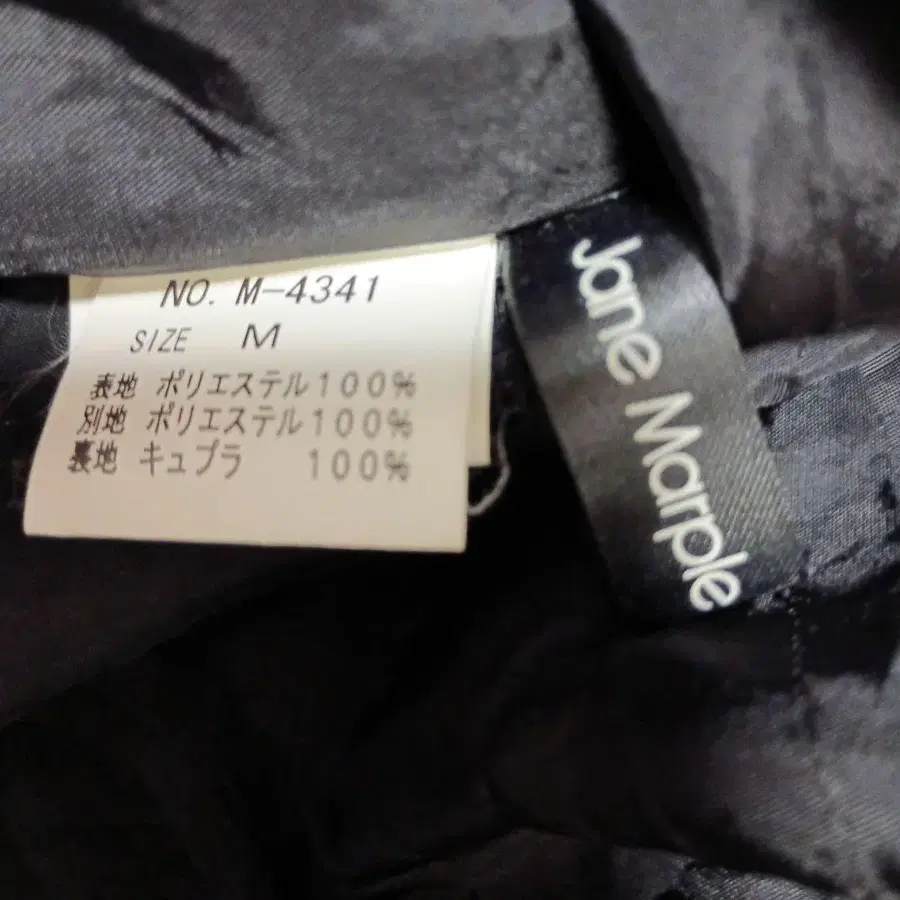 NO. M-4341
SIZE M
表地 ポリエステル100%
別地 ポリエステル100%
裏地 キュプラ 100%
Jane Marple